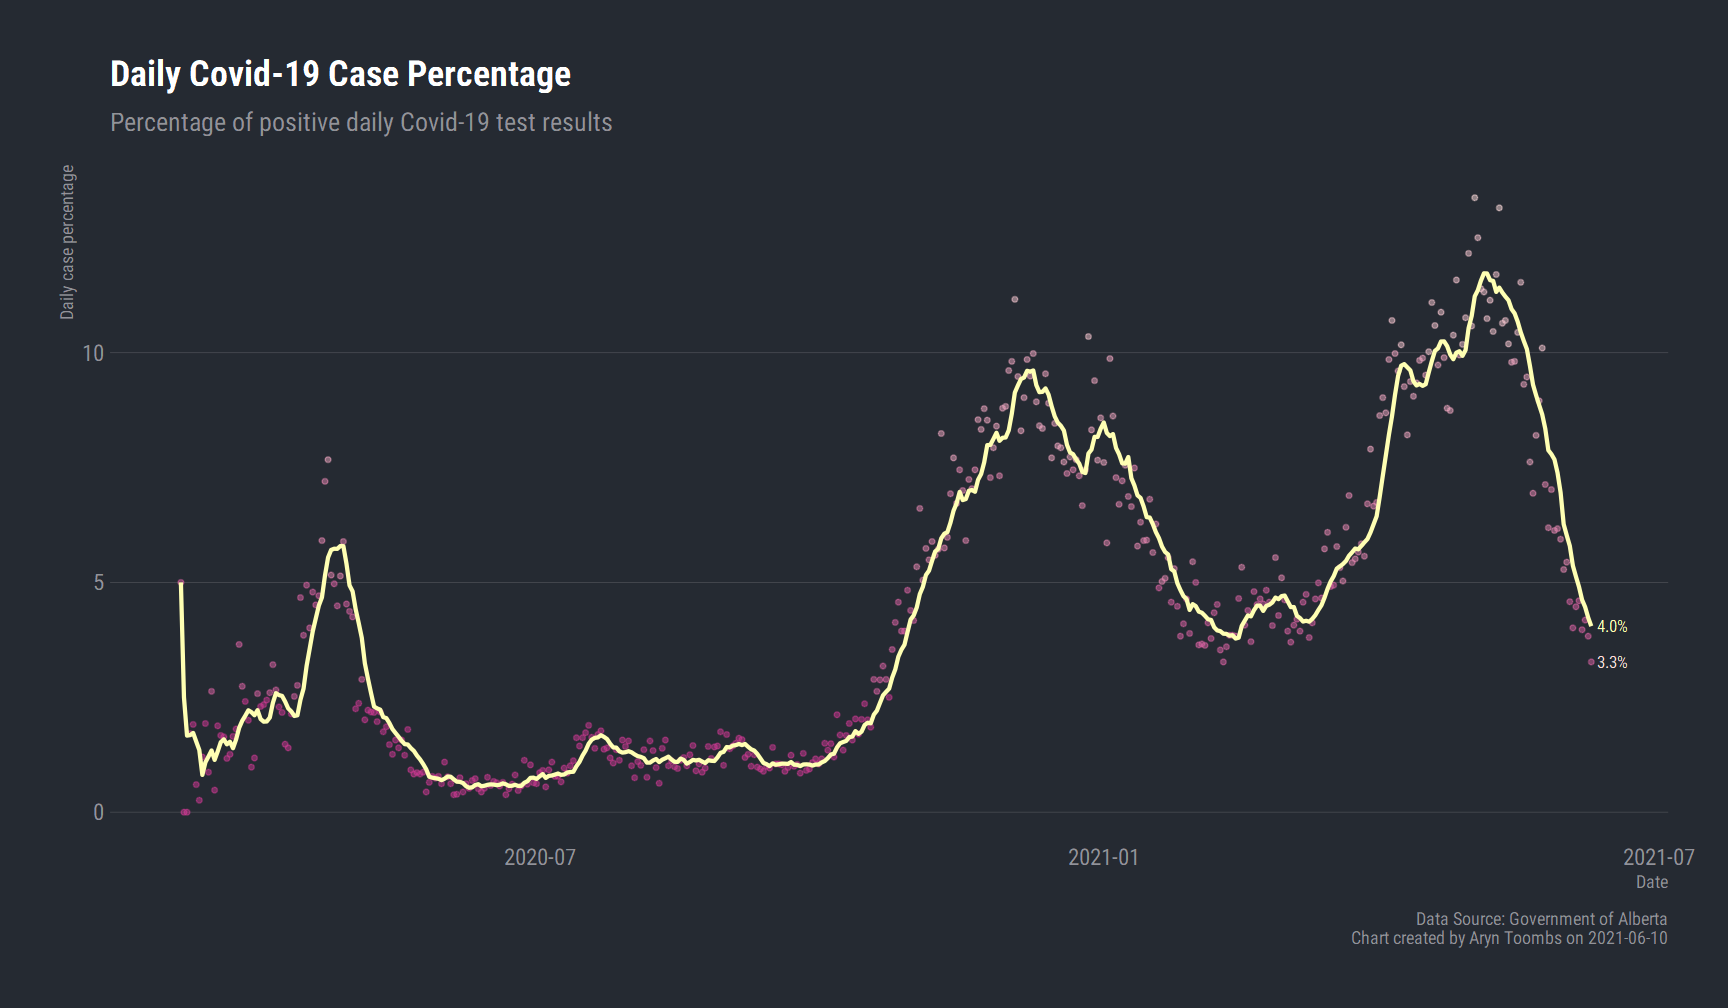 Daily Covid-19 Case Percentage
Percentage of positive daily Covid-19 test results
Daily case percentage
10
5
0
4.0%
3.3%
2020-07
2021-01
2021-07
Date
Data Source: Government of Alberta
Chart created by Aryn Toombs on 2021-06-10